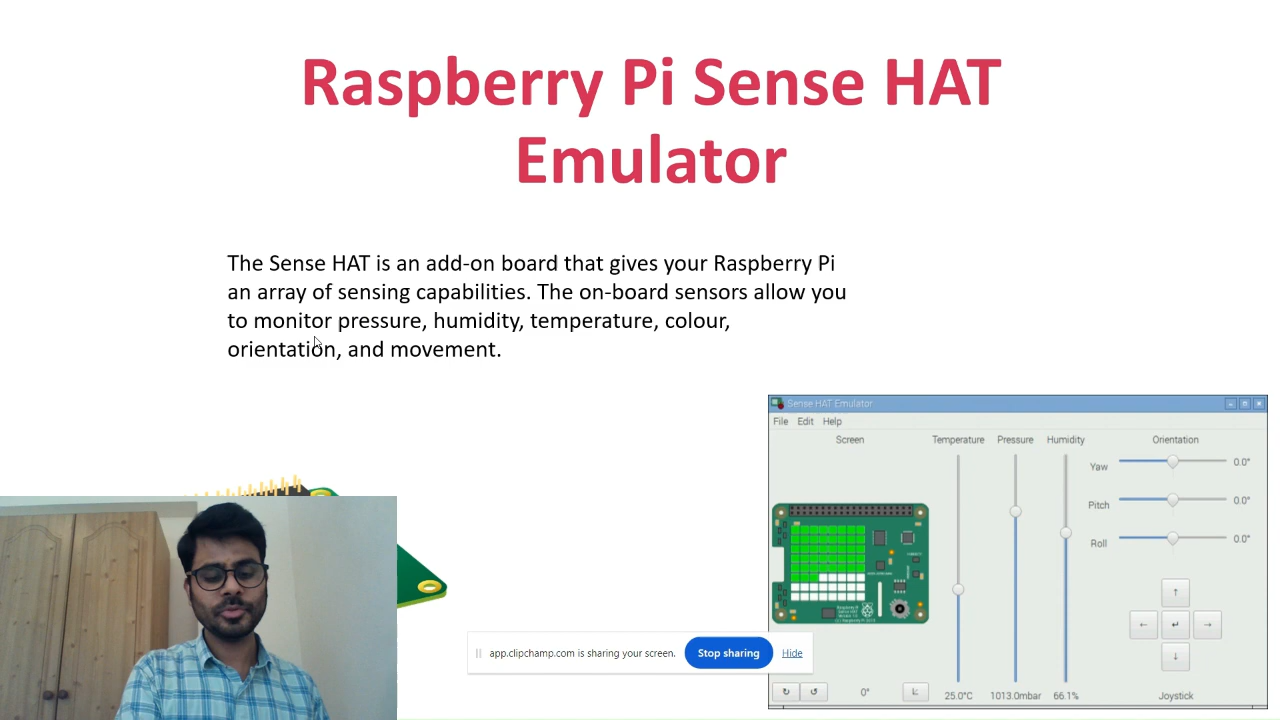 Raspberry Pi Sense HAT
Emulator
The Sense HAT is an add-on board that gives your Raspberry Pi
an array of sensing capabilities. The on-board sensors allow you
to monitor pressure, humidity, temperature, colour,
orientation, and movement.
Sense HAT Emulator
File Edit Help
Screen Temperature Pressure Humidity Orientation
Yaw 0.0°
Pitch 0.0°
Roll 0.0°
app.clipchamp.com is sharing your screen. Stop sharing Hide
0° 25.0°C 1013.0mbar 66.1% Joystick